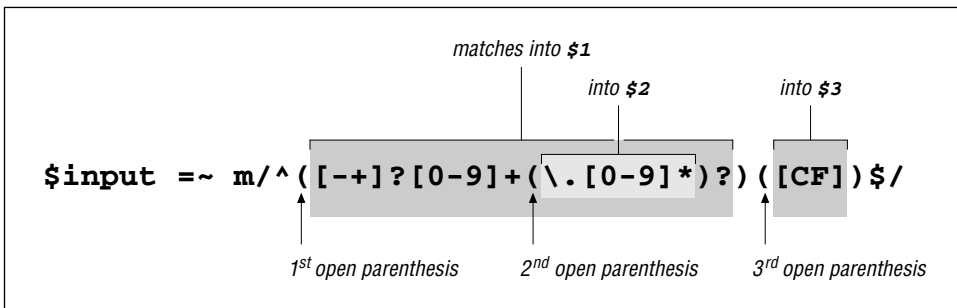 matches into $1
into $2 into $3
$input =~ m/^([-+]?[0-9]+(\.[0-9]*)?)([CF])$/
1st open parenthesis 2nd open parenthesis 3rd open parenthesis